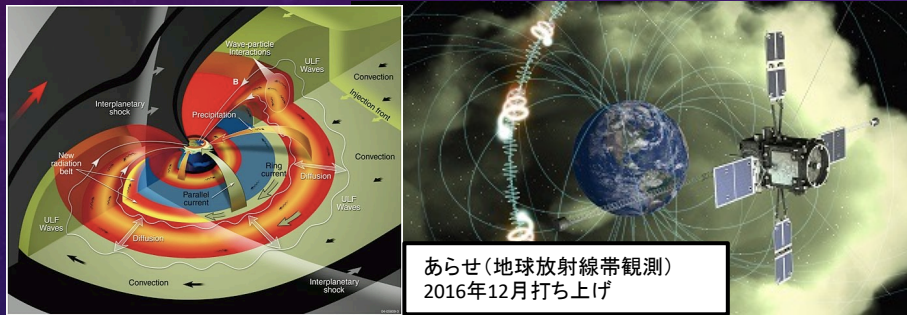 Wave-particle
Interactions
ULF
Waves
Convection
B
Injection front
Interplanetary
shock
Precipitation
Convection
New
radiation
belt
Ring
current
Diffusion
Parallel
current
ULF
Waves
ULF
Waves
Diffusion
Convection
Interplanetary
shock
あらせ(地球放射線帯観測)
2016年12月打ち上げ